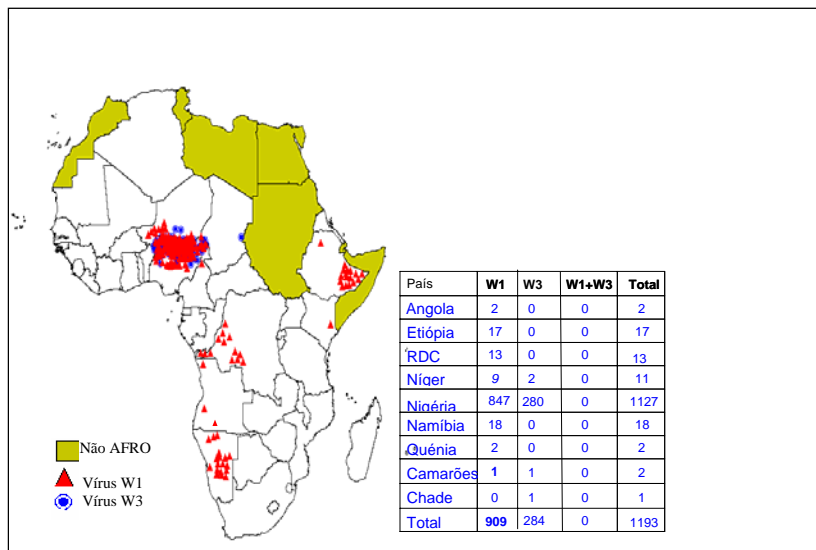 País W1 W3 W1+W3 Total
Angola 2 0 0 2
Etiópia 17 0 0 17
RDC 13 0 0 13
Níger 9 2 0 11
Nigéria 847 280 0 1127
Namíbia 18 0 0 18
Quénia 2 0 0 2
Camarões 1 1 0 2
Chade 0 1 0 1
Total 909 284 0 1193
Não AFRO
Vírus W1
Vírus W3